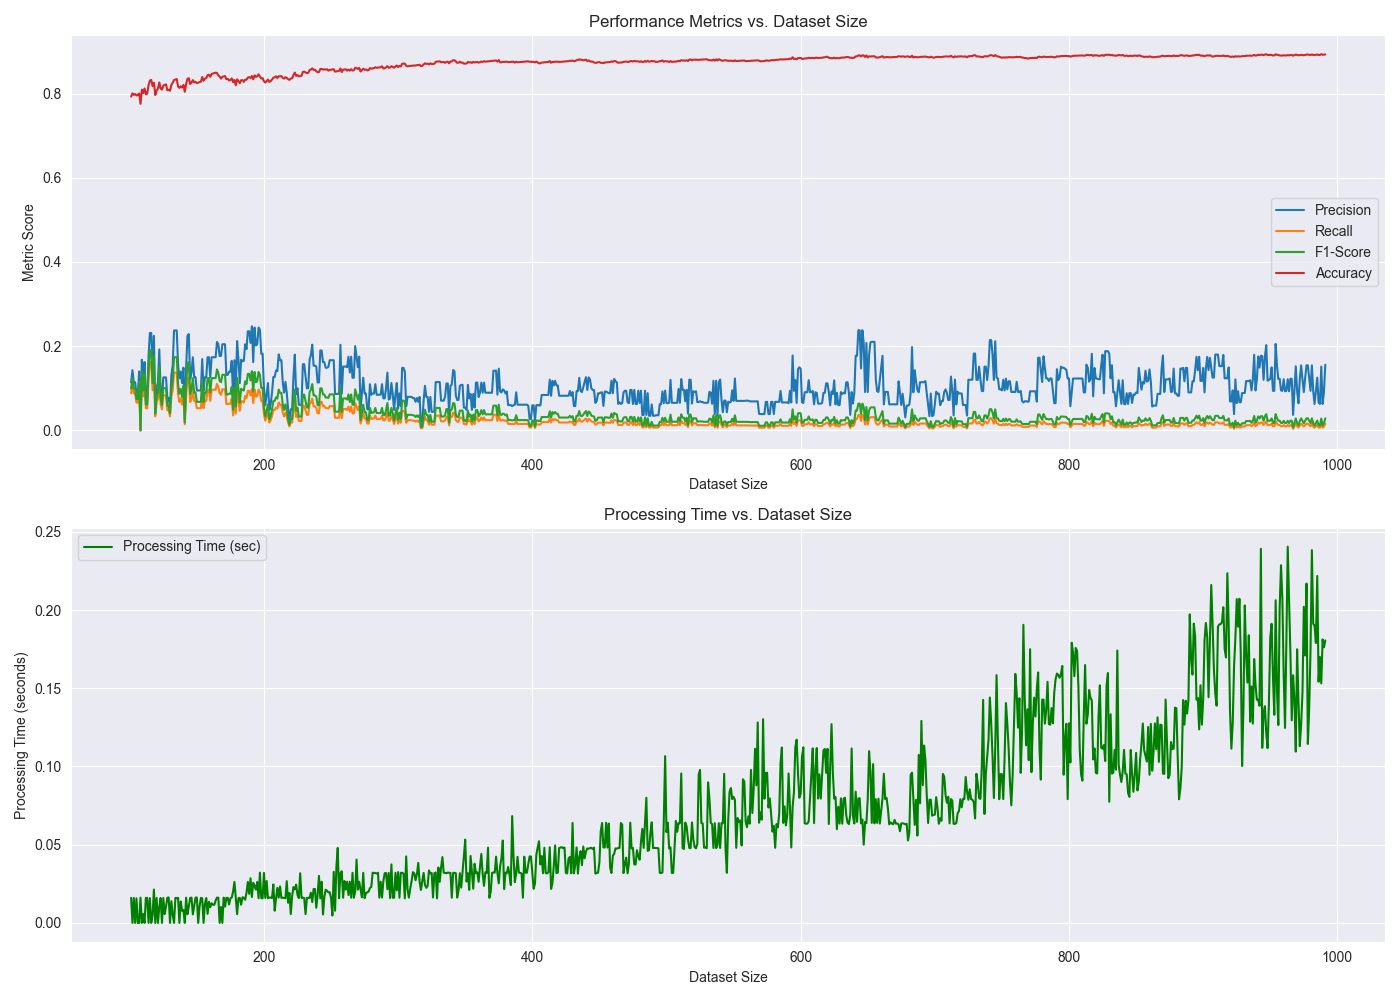 Performance Metrics vs. Dataset Size
Metric Score
0.8
0.6
0.4
0.2
0.0
Precision
Recall
F1-Score
Accuracy
200 400 600 800 1000
Dataset Size
Processing Time vs. Dataset Size
Processing Time (seconds)
0.25
0.20
0.15
0.10
0.05
0.00
Processing Time (sec)
200 400 600 800 1000
Dataset Size